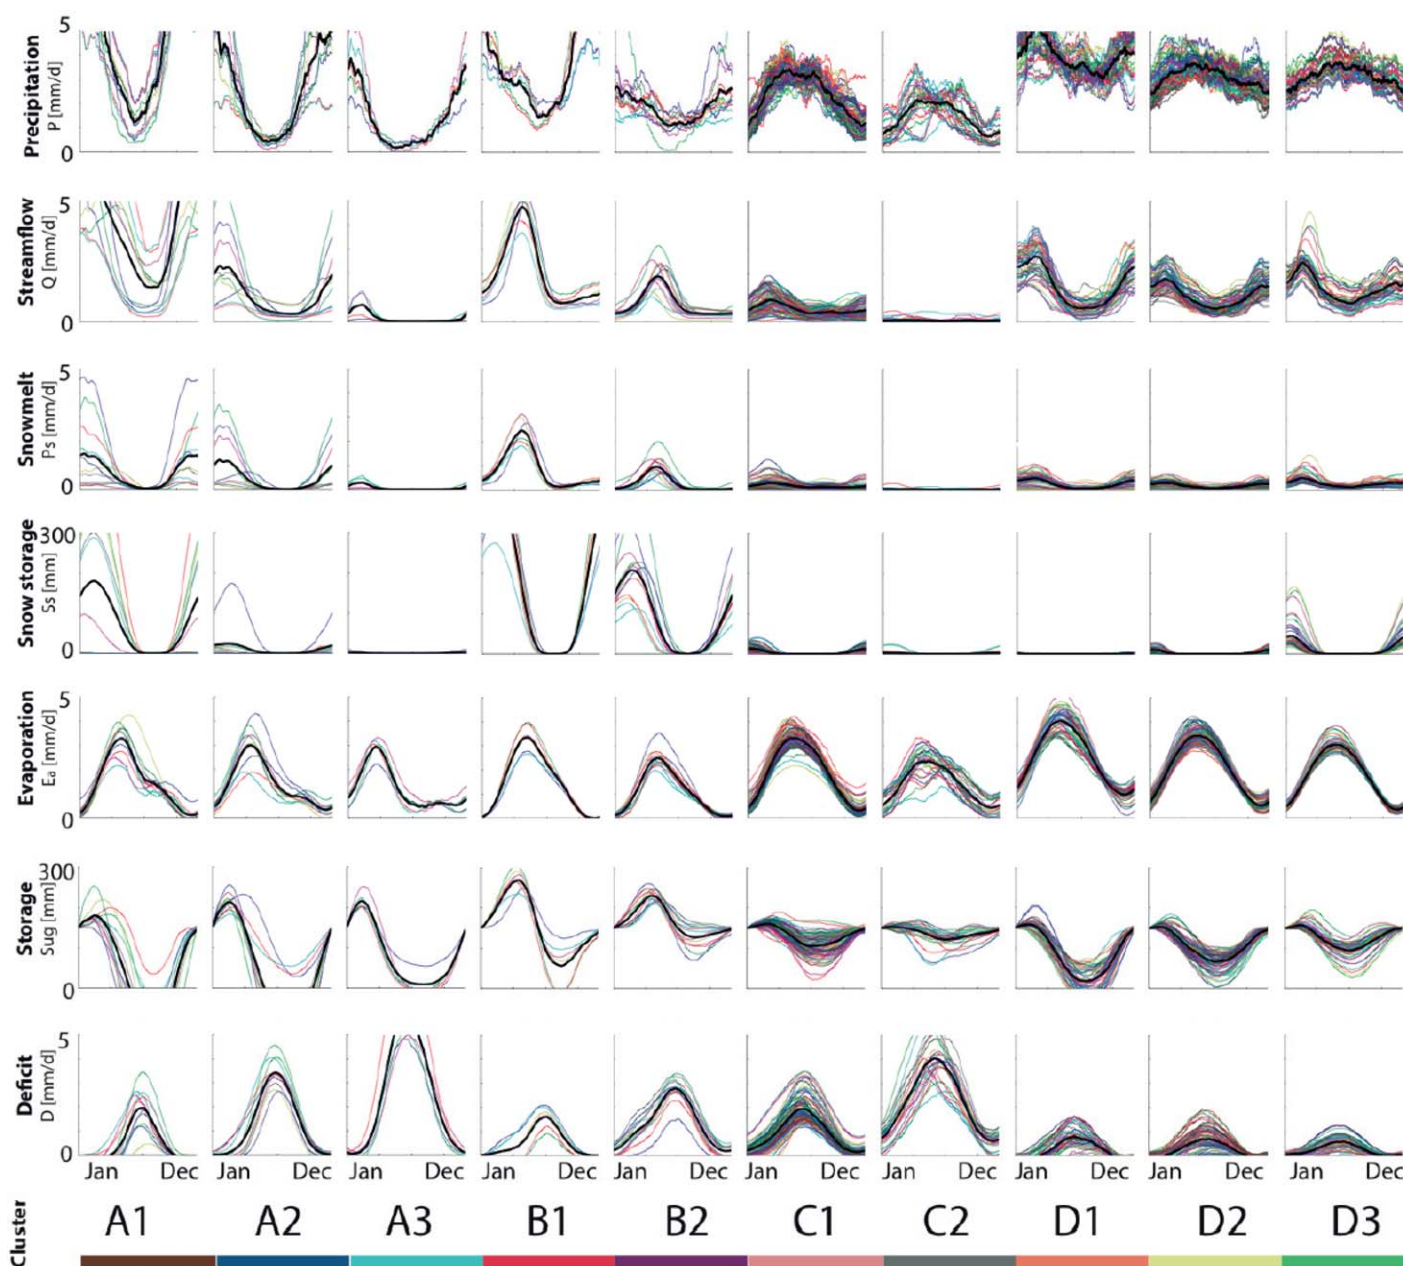 Precipitation
P [mm/d]
5
0
Streamflow
Q [mm/d]
5
0
Snowmelt
Ps [mm/d]
5
0
Snow storage
Ss [mm]
300
0
Evaporation
Ea [mm/d]
5
0
Storage
Sug [mm]
300
0
Deficit
D [mm/d]
5
0
Jan Dec Jan Dec Jan Dec Jan Dec Jan Dec Jan Dec Jan Dec Jan Dec Jan Dec Jan Dec
Cluster
A1 A2 A3 B1 B2 C1 C2 D1 D2 D3